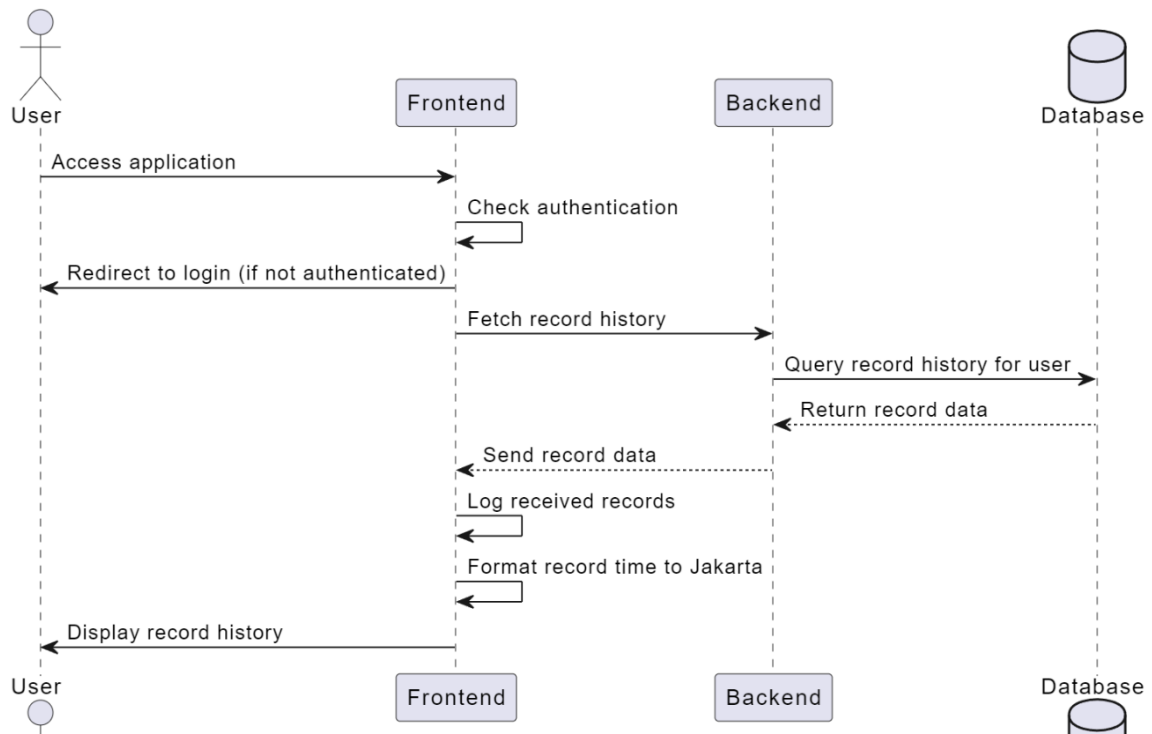 User
Frontend
Backend
Database
Access application
Check authentication
Redirect to login (if not authenticated)
Fetch record history
Query record history for user
Return record data
Send record data
Log received records
Format record time to Jakarta
Display record history
User
Frontend
Backend
Database